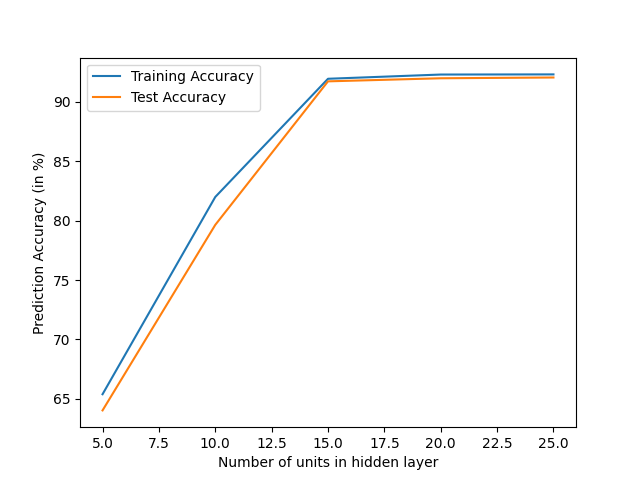 Training Accuracy
Test Accuracy
Prediction Accuracy (in %)
90
85
80
75
70
65
5.0 7.5 10.0 12.5 15.0 17.5 20.0 22.5 25.0
Number of units in hidden layer